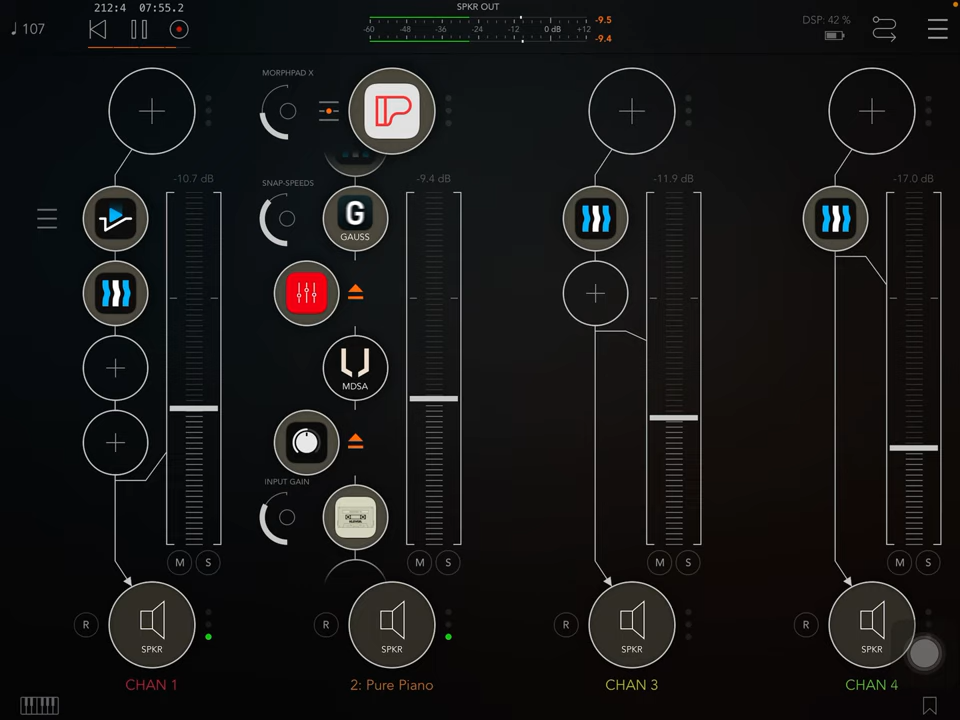 212:4 07:55.2
♩107
SPKR OUT
-60 -48 -36 -24 -12 0 dB +12
-9.5
-9.4
DSP: 42 %
MORPHPAD X
-10.7 dB
SNAP-SPEEDS
-9.4 dB
-11.9 dB
-17.0 dB
G
GAUSS
MDSA
INPUT GAIN
M S
M S
M S
M S
R
SPKR
R
SPKR
R
SPKR
R
SPKR
CHAN 1
2: Pure Piano
CHAN 3
CHAN 4